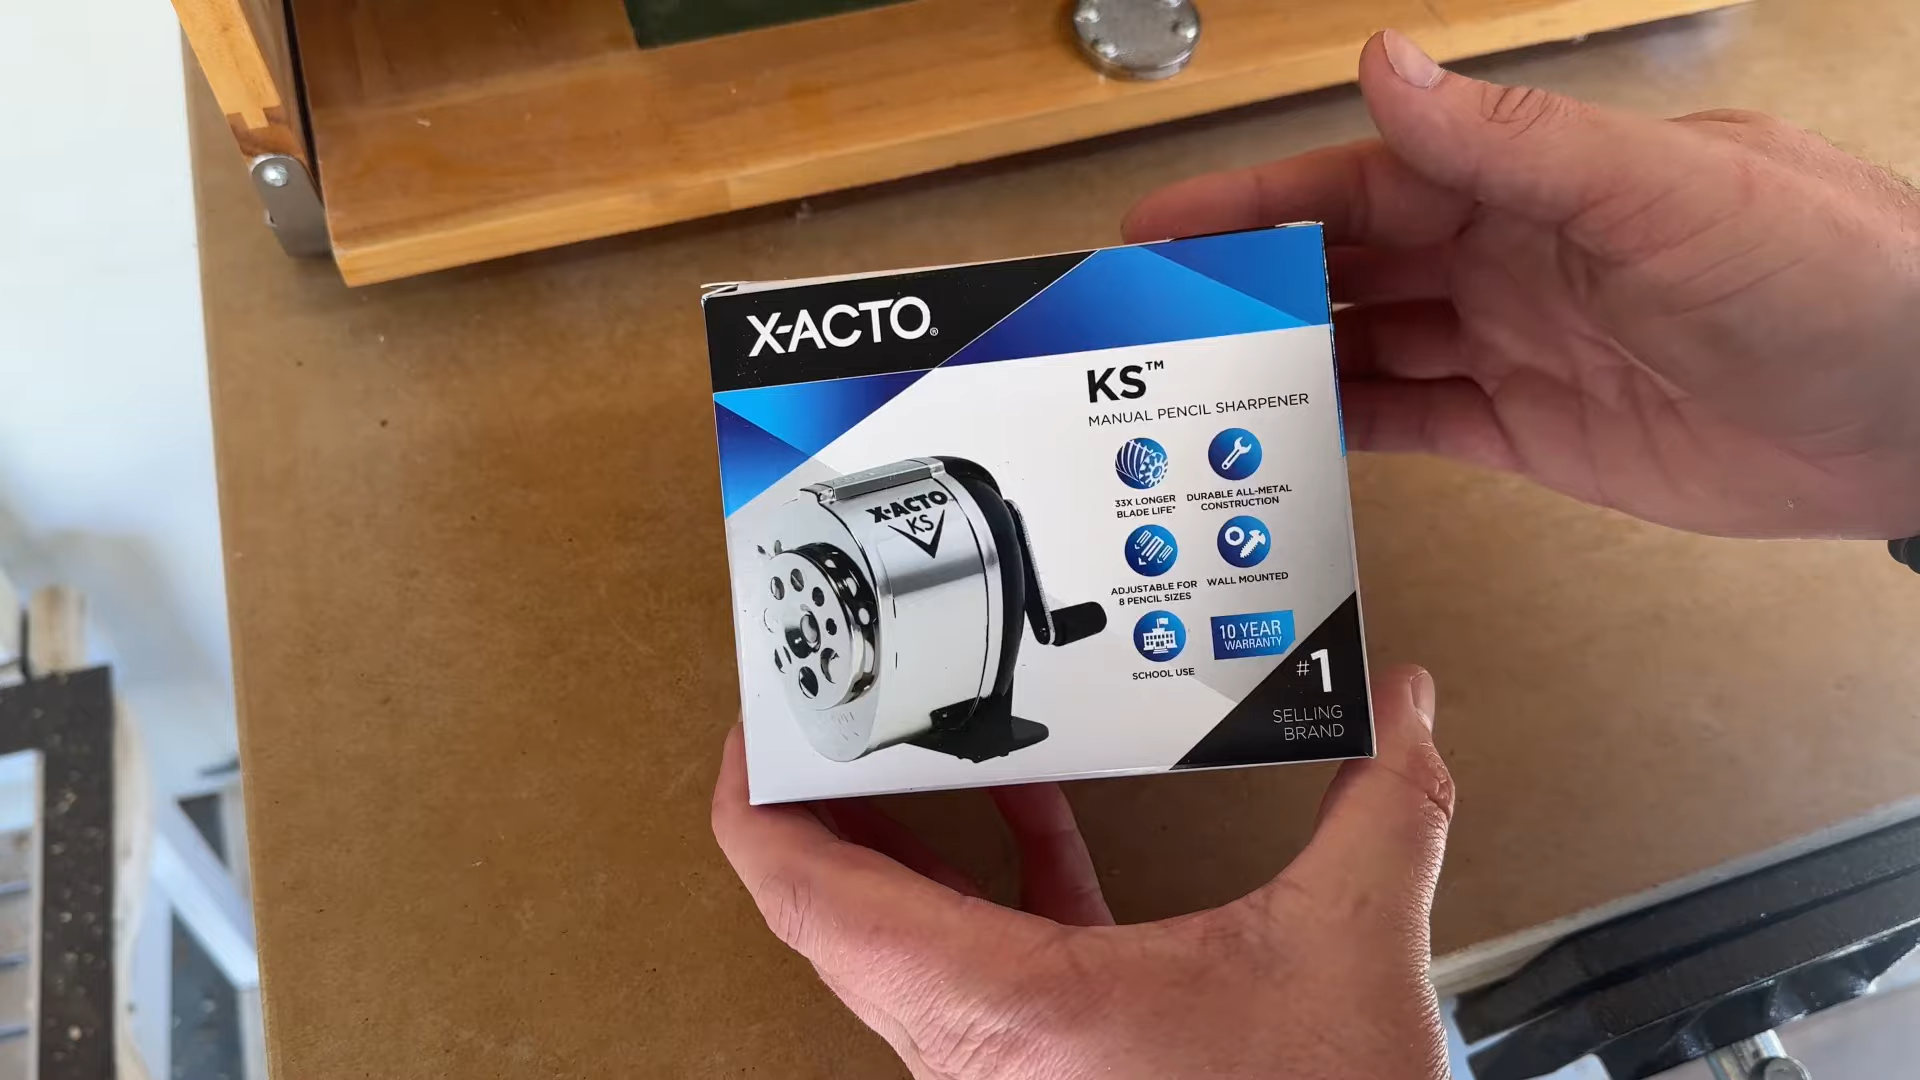 X-ACTO®
KS™
MANUAL PENCIL SHARPENER
33X LONGER
BLADE LIFE*
DURABLE ALL-METAL
CONSTRUCTION
X-ACTO
KS
ADJUSTABLE FOR
8 PENCIL SIZES
WALL MOUNTED
SCHOOL USE
10 YEAR
WARRANTY
#1
SELLING
BRAND